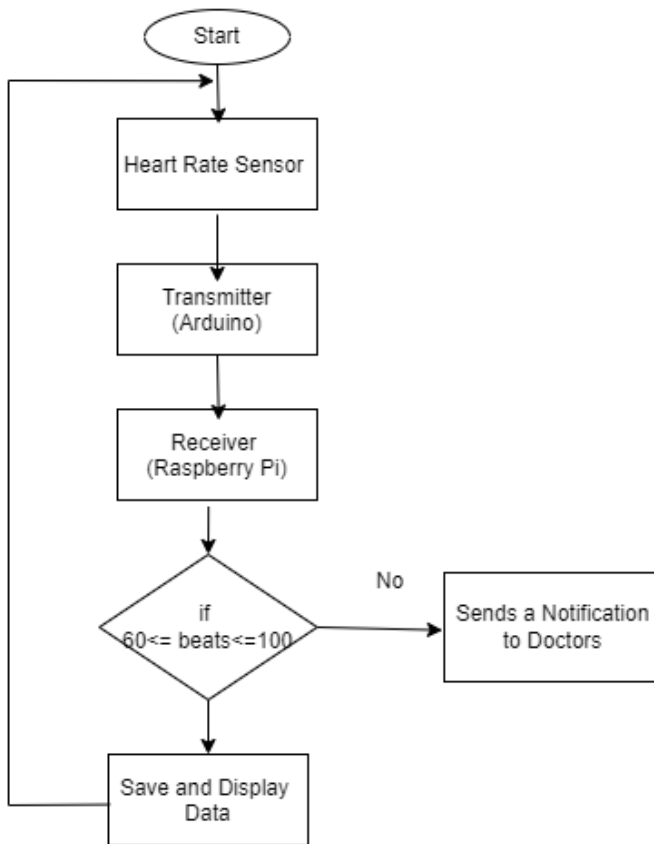 Start
Heart Rate Sensor
Transmitter
(Arduino)
Receiver
(Raspberry Pi)
if
60<= beats<=100
No
Sends a Notification
to Doctors
Save and Display
Data